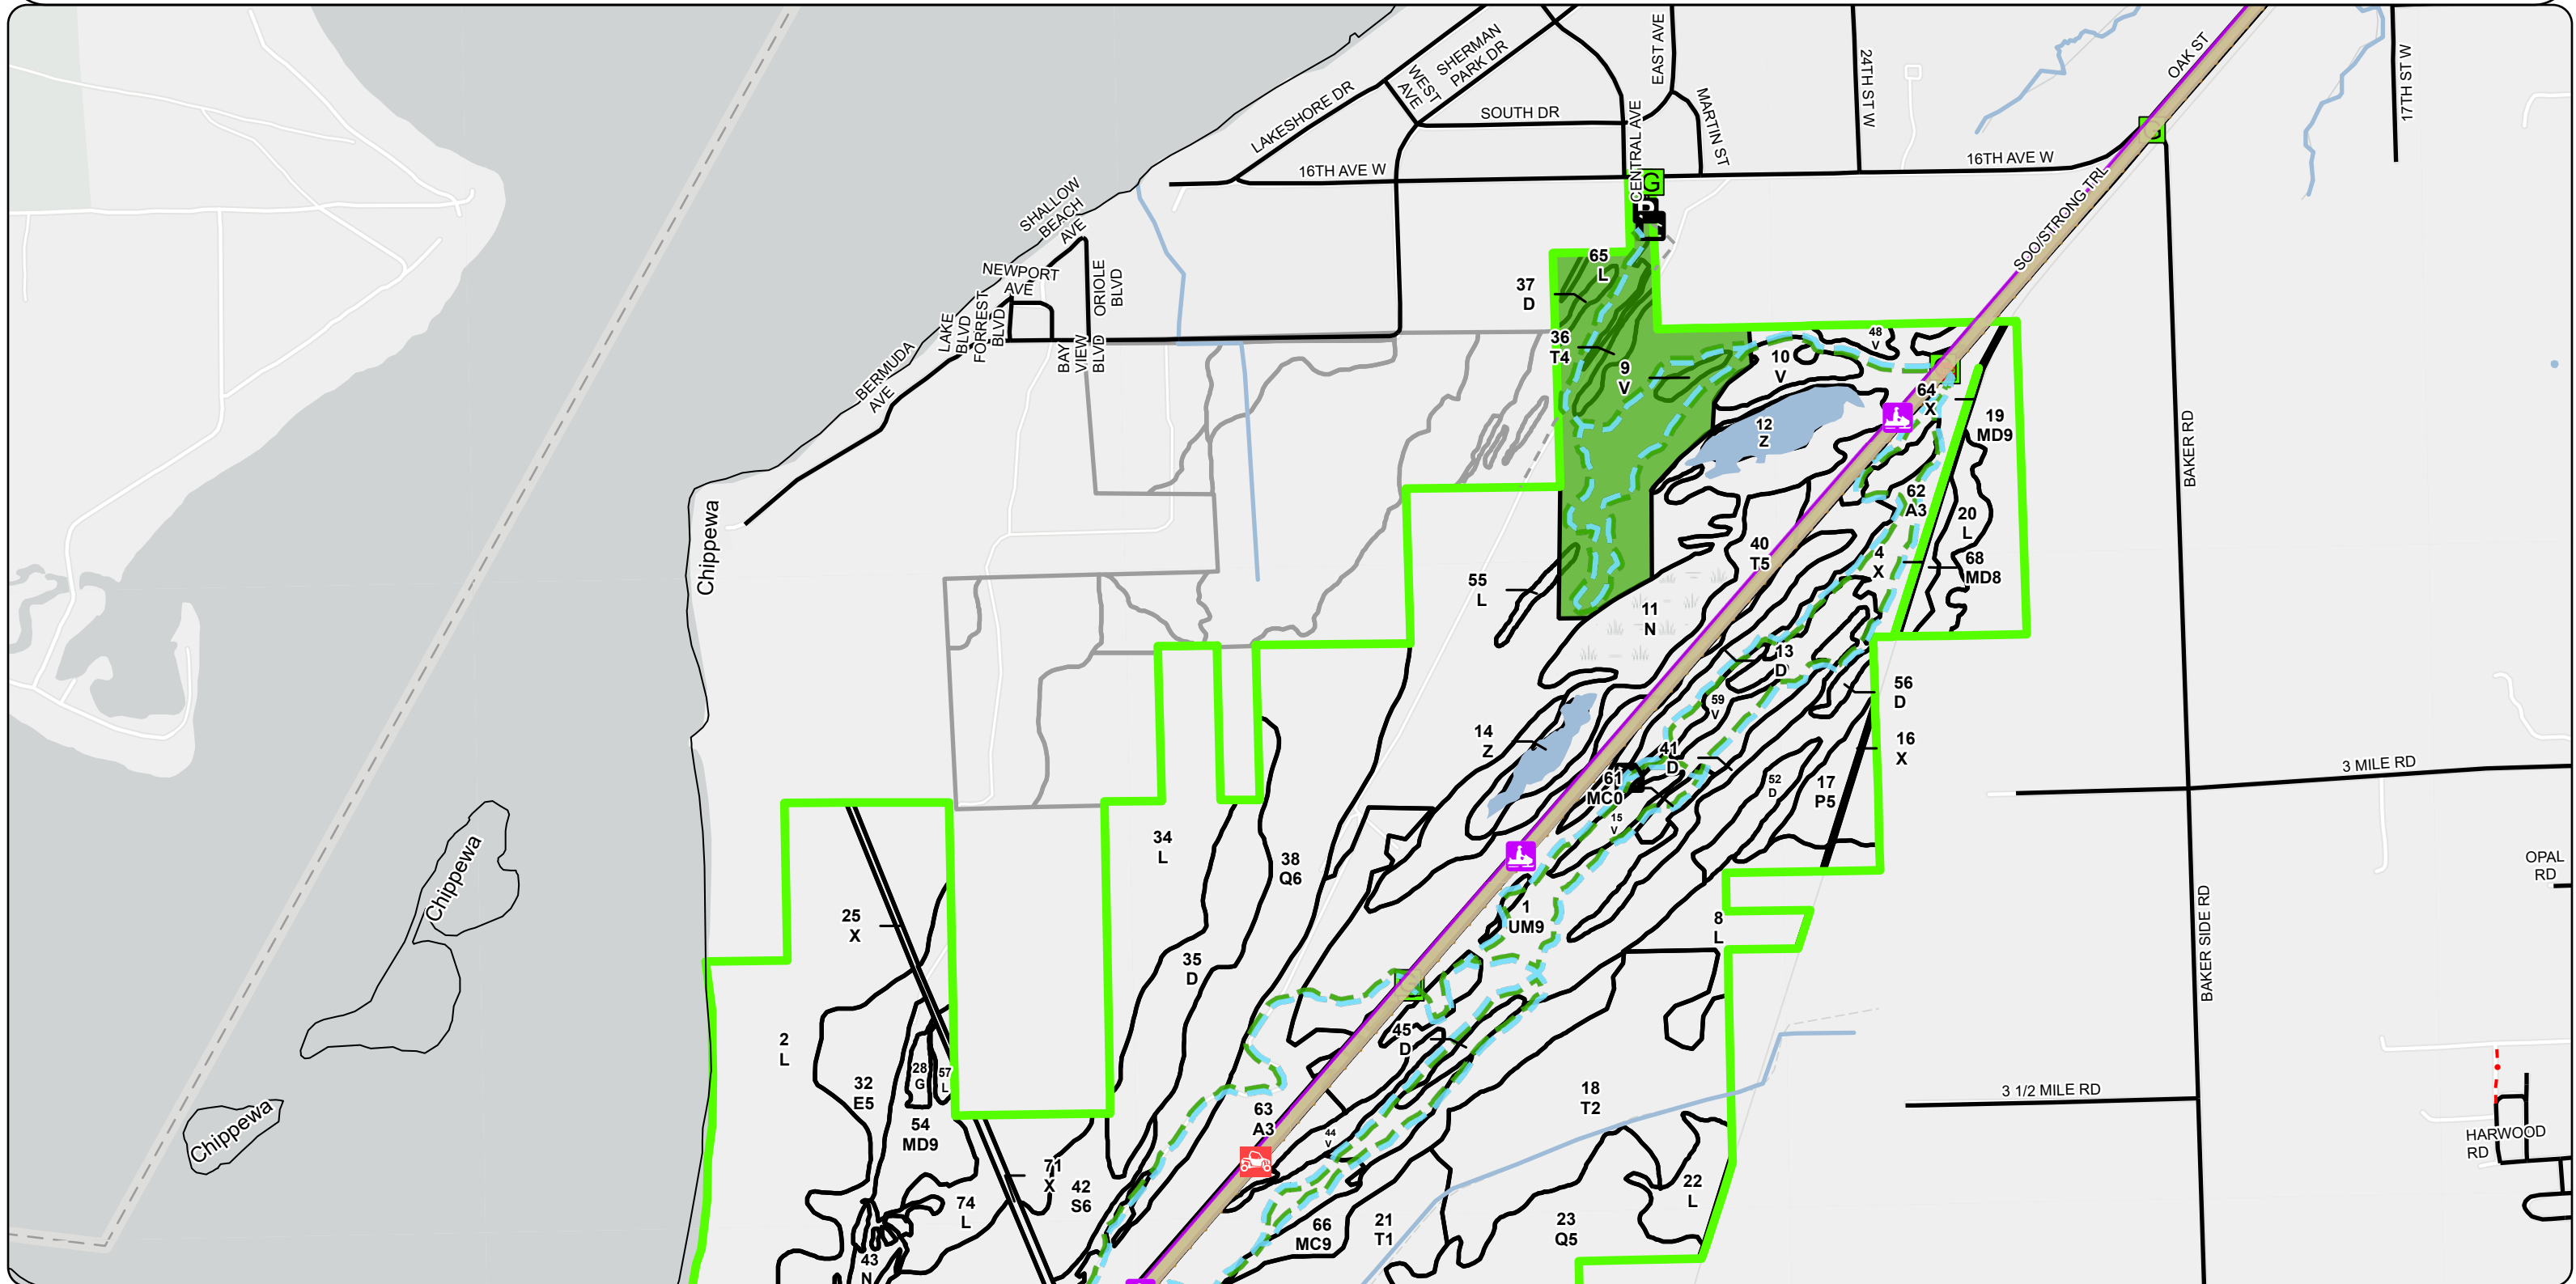 OAK ST
24TH ST W
17TH ST W
EAST AVE
SHERMAN
PARK DR
WEST
AVE
LAKESHORE DR
SOUTH DR
MARTIN ST
CENTRAL AVE
G
16TH AVE W
16TH AVE W
G
P
SHALLOW
BEACH
AVE
SOO/STRONG TRL
NEWPORT
AVE
ORIOLE
BLVD
LAKE
BLVD
FORREST
BLVD
BAY
VIEW
BLVD
BERMUDA
AVE
65
L
37
D
36
T4
9
V
10
V
48
V
64
X
19
MD9
12
Z
BAKER RD
62
A3
20
L
Chippewa
40
T5
4
X
68
MD8
55
L
11
N
13
D
56
D
59
V
14
Z
41
D
16
X
61
MC0
52
D
17
P5
3 MILE RD
15
V
34
L
38
Q6
OPAL
RD
Chippewa
25
X
1
UM9
8
L
BAKER SIDE RD
35
D
G
45
D
2
L
28
G
57
L
32
E5
18
T2
3 1/2 MILE RD
63
A3
54
MD9
44
V
Chippewa
HARWOOD
RD
71
X
42
S6
22
L
74
L
66
MC9
21
T1
23
Q5
43
N